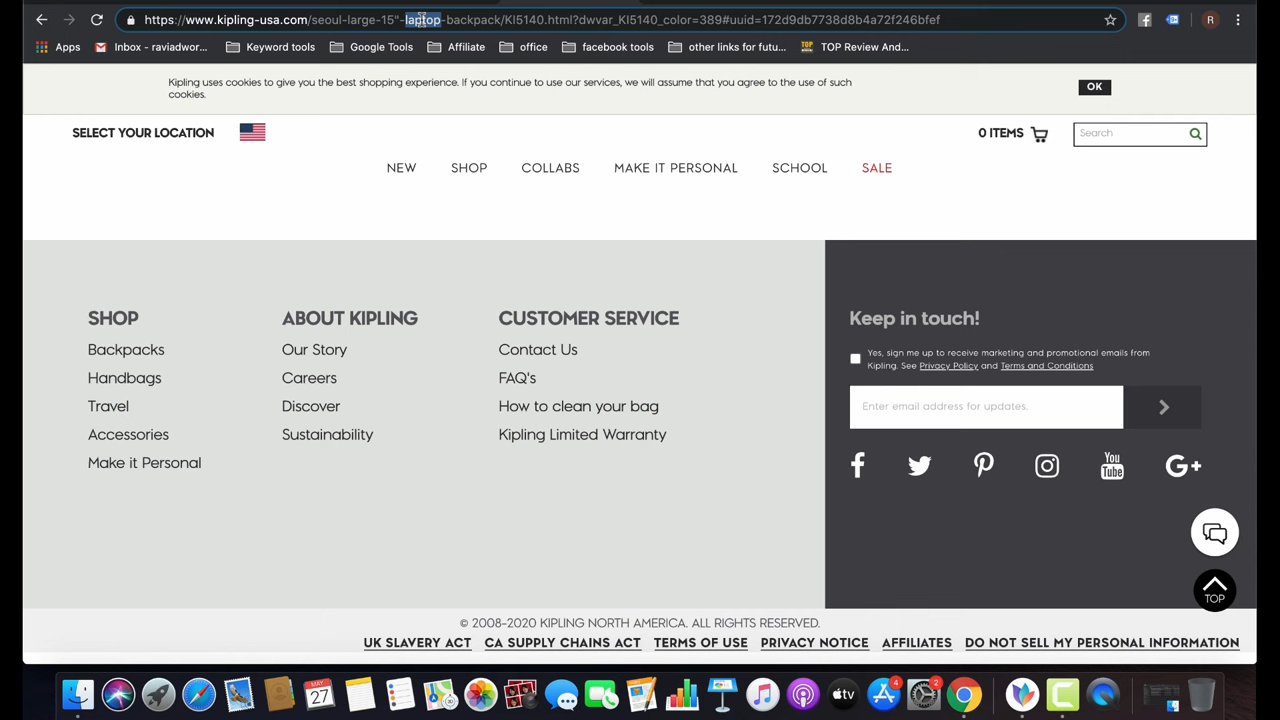 https://www.kipling-usa.com/seoul-large-15"-laptop-backpack/KI5140.html?dwvar_KI5140_color=389#uuid=172d9db7738d8b4a72f246bfef
R
Apps
Inbox - raviadwor...
Keyword tools
Google Tools
Affiliate
office
facebook tools
other links for futu...
TOP Review And...
Kipling uses cookies to give you the best shopping experience. If you continue to use our services, we will assume that you agree to the use of such
cookies.
OK
SELECT YOUR LOCATION
0 ITEMS
Search
NEW SHOP COLLABS MAKE IT PERSONAL SCHOOL SALE
SHOP
Backpacks
Handbags
Travel
Accessories
Make it Personal
ABOUT KIPLING
Our Story
Careers
Discover
Sustainability
CUSTOMER SERVICE
Contact Us
FAQ's
How to clean your bag
Kipling Limited Warranty
Keep in touch!
Yes, sign me up to receive marketing and promotional emails from
Kipling. See Privacy Policy and Terms and Conditions
Enter email address for updates.
You
Tube
G+
TOP
© 2008-2020 KIPLING NORTH AMERICA. ALL RIGHTS RESERVED.
UK SLAVERY ACT CA SUPPLY CHAINS ACT TERMS OF USE PRIVACY NOTICE AFFILIATES DO NOT SELL MY PERSONAL INFORMATION
MAY
27
tv
4
2